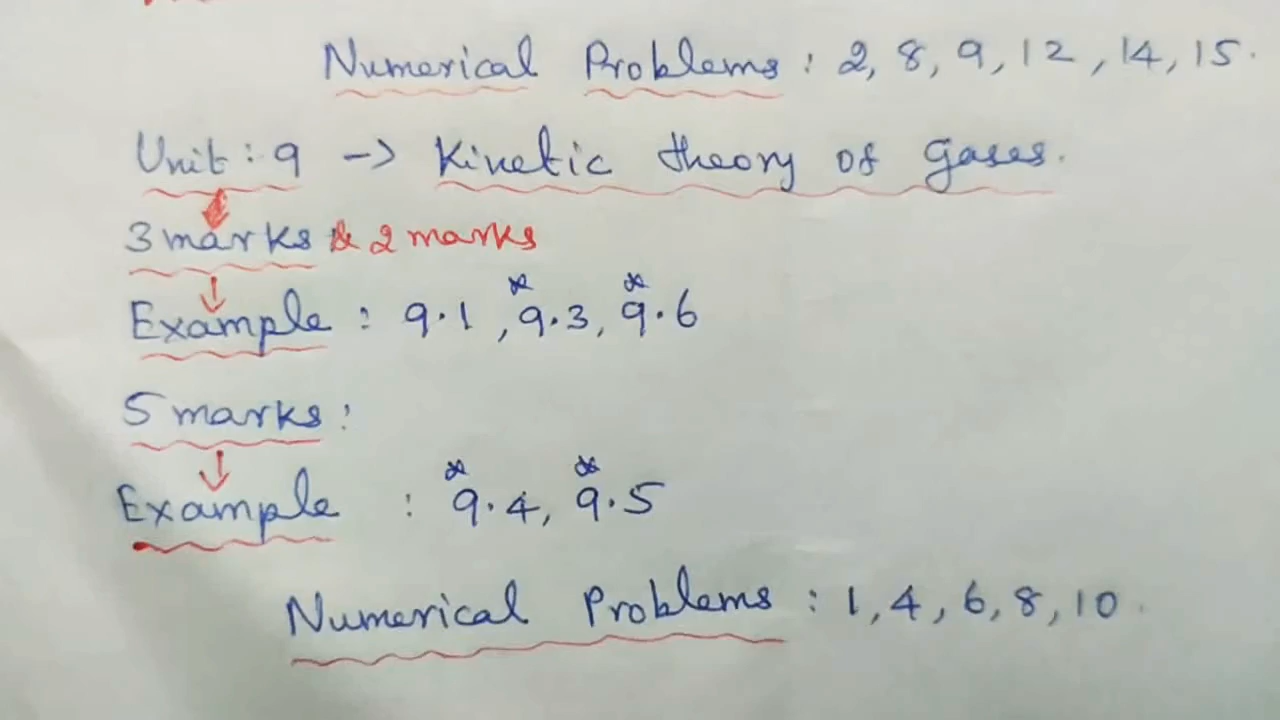 Numerical Problems : 2, 8, 9, 12, 14, 15.
Unit : 9 -> Kinetic theory of gases.
3 marks & 2 marks
Example : 9.1, 9.3, 9.6
5 marks :
Example : 9.4, 9.5
Numerical Problems : 1, 4, 6, 8, 10.